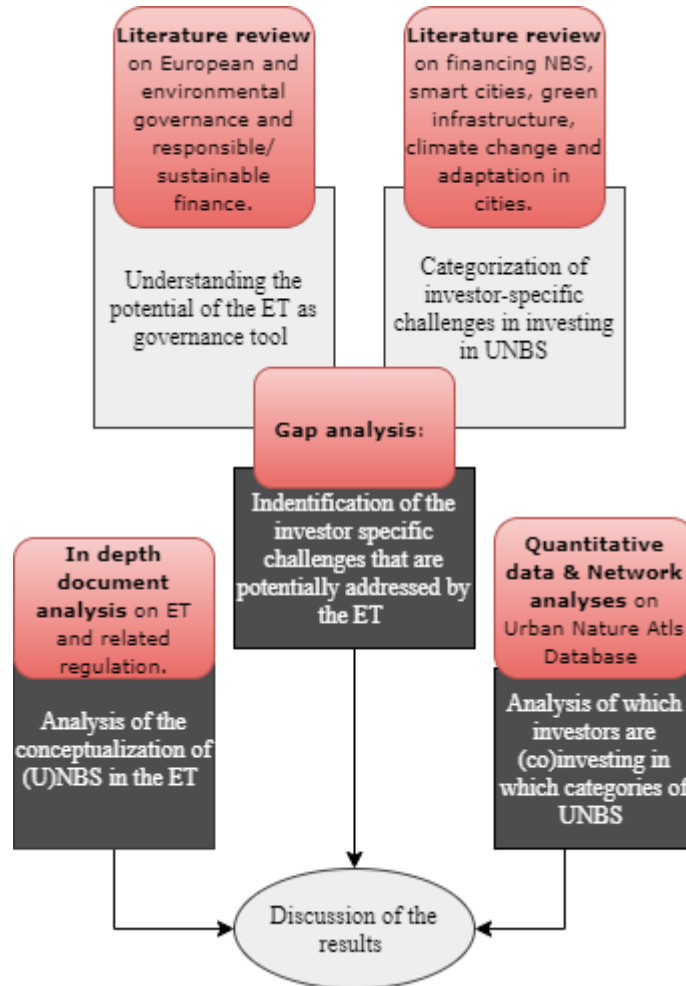 Literature review
on European and
environmental
governance and
responsible/
sustainable
finance.
Understanding the
potential of the ET as
governance tool
Literature review
on financing NBS,
smart cities, green
infrastructure,
climate change and
adaptation in
cities.
Categorization of
investor-specific
challenges in investing
in UNBS
Gap analysis:
Indentification of the
investor specific
challenges that are
potentially addressed by
the ET
In depth
document
analysis on ET
and related
regulation.
Analysis of the
conceptualization of
(U)NBS in the ET
Quantitative
data & Network
analyses on
Urban Nature Atls
Database
Analysis of which
investors are
(co)investing in
which categories of
UNBS
Discussion of the
results